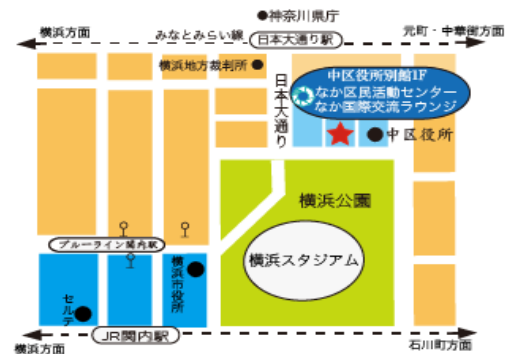 ●神奈川県庁
横浜方面
みなとみらい線
日本大通り駅
元町・中華街方面
横浜地方裁判所
日本大通り
中区役所別館1F
なか区民活動センター
なか国際交流ラウンジ
中区役所
横浜公園
横浜スタジアム
ブルーライン関内駅
横浜市役所
セルテ
JR関内駅
横浜方面
石川町方面